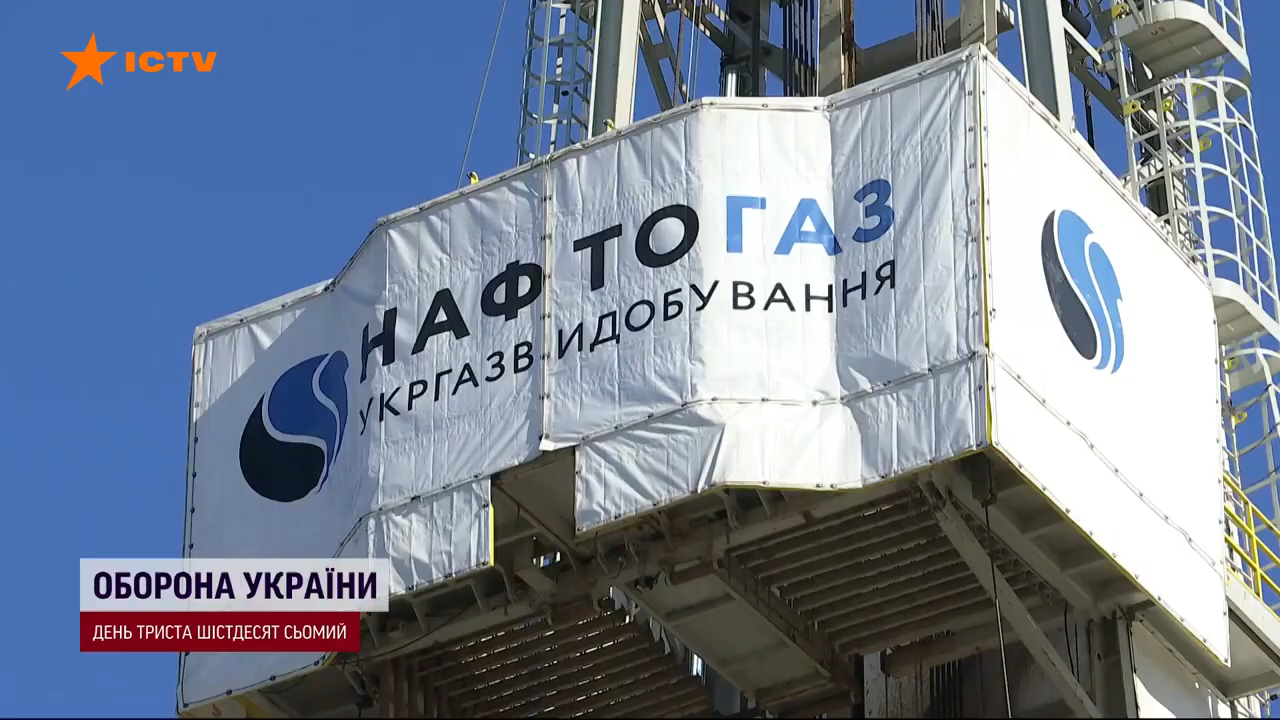 ICTV
НАФТОГАЗ
УКРГАЗВИДОБУВАННЯ
ОБОРОНА УКРАЇНИ
ДЕНЬ ТРИСТА ШІСТДЕСЯТ СЬОМИЙ